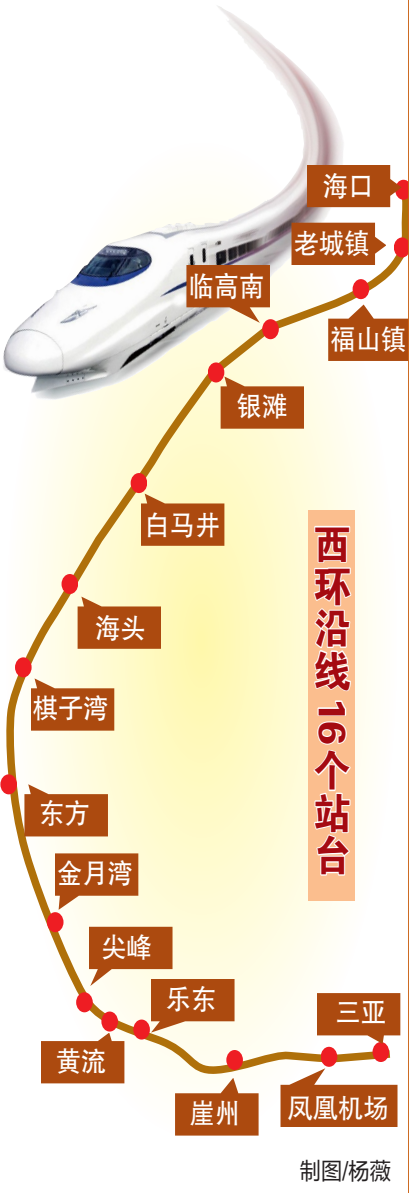 海口
老城镇
临高南
福山镇
银滩
白马井
西环沿线16个站台
海头
棋子湾
东方
金月湾
尖峰
乐东
三亚
黄流
崖州
凤凰机场
制图/杨薇